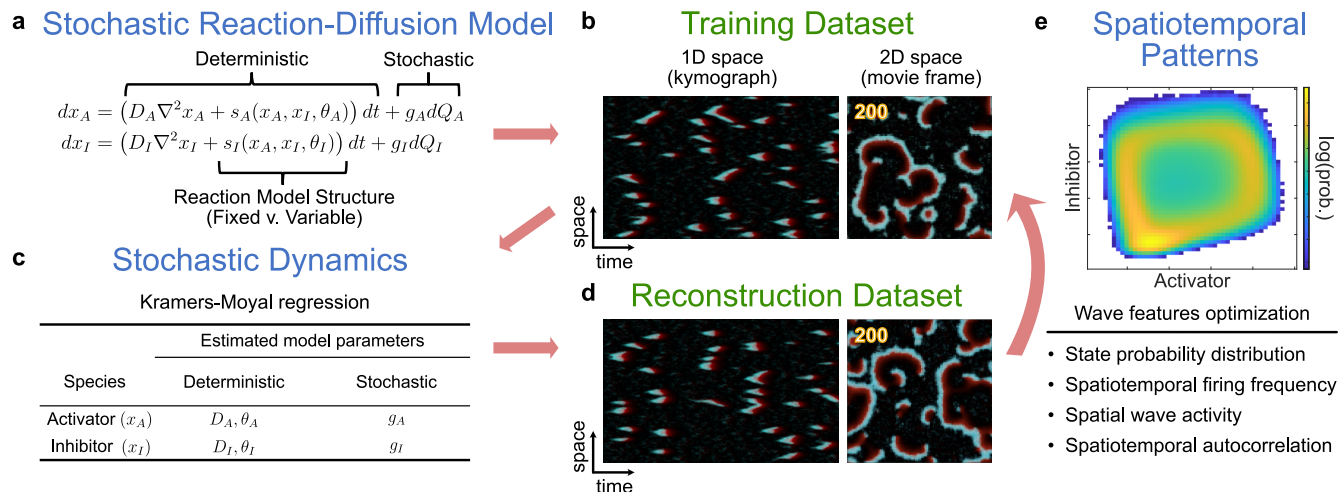 a Stochastic Reaction-Diffusion Model
Deterministic
Stochastic
dx_A = (D_A∇²x_A + s_A(x_A, x_I, θ_A)) dt + g_A dQ_A
dx_I = (D_I∇²x_I + s_I(x_A, x_I, θ_I)) dt + g_I dQ_I
Reaction Model Structure
(Fixed v. Variable)
b Training Dataset
1D space
(kymograph)
2D space
(movie frame)
200
space
time
c Stochastic Dynamics
Kramers-Moyal regression
Estimated model parameters
Species Deterministic Stochastic
Activator (x_A) D_A, θ_A g_A
Inhibitor (x_I) D_I, θ_I g_I
d Reconstruction Dataset
200
space
time
e Spatiotemporal
Patterns
Inhibitor
Activator
log(prob.)
Wave features optimization
• State probability distribution
• Spatiotemporal firing frequency
• Spatial wave activity
• Spatiotemporal autocorrelation